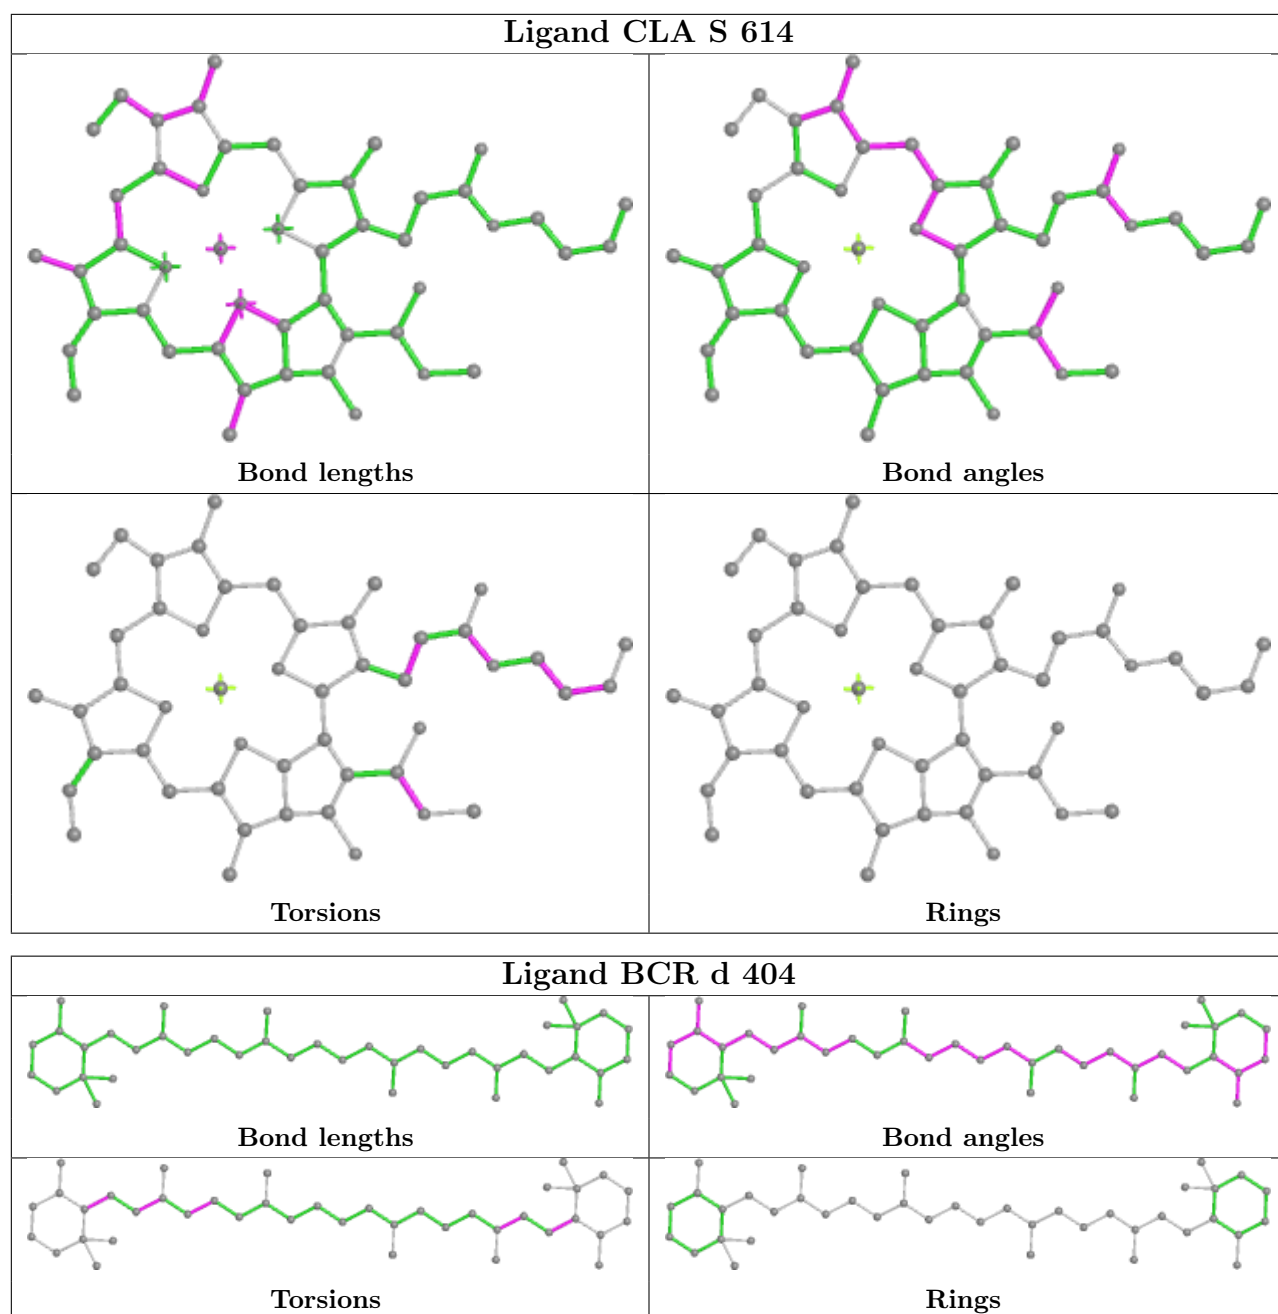 Ligand CLA S 614
Bond lengths
Bond angles
Torsions
Rings
Ligand BCR d 404
Bond lengths
Bond angles
Torsions
Rings